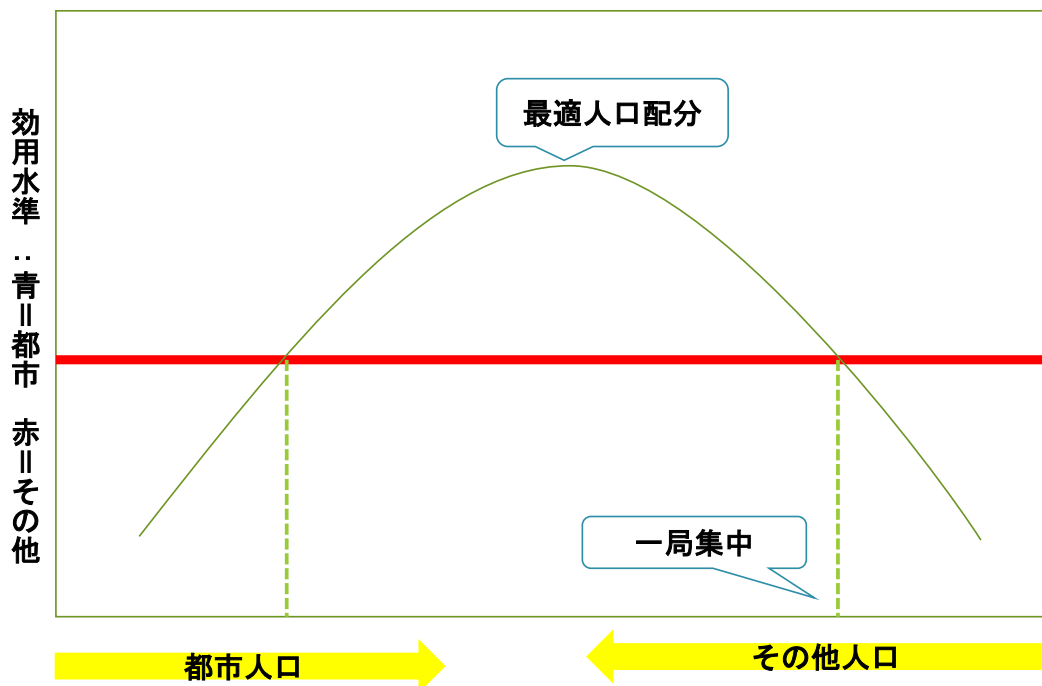 効用水準：青＝都市　赤＝その他
最適人口配分
一局集中
都市人口
その他人口